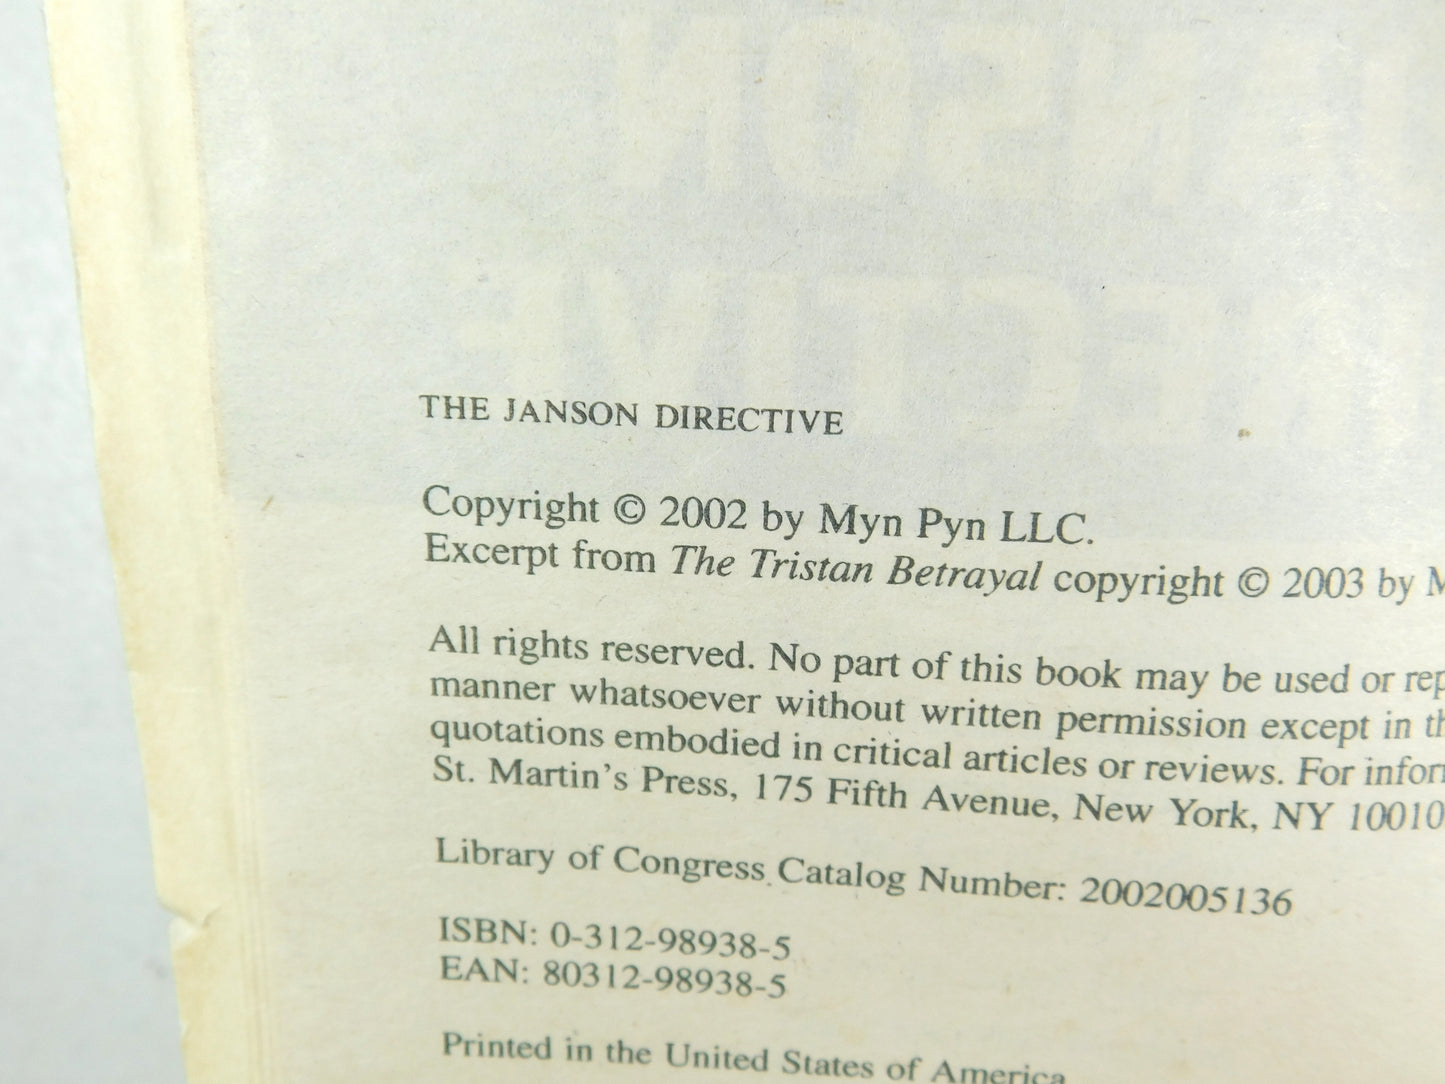 THE JANSON DIRECTIVE
Copyright © 2002 by Myn Pyn LLC.
Excerpt from The Tristan Betrayal copyright © 2003 by M
All rights reserved. No part of this book may be used or rep
manner whatsoever without written permission except in th
quotations embodied in critical articles or reviews. For infor
St. Martin's Press, 175 Fifth Avenue, New York, NY 10010
Library of Congress Catalog Number: 2002005136
ISBN: 0-312-98938-5
EAN: 80312-98938-5
Printed in the United States of America